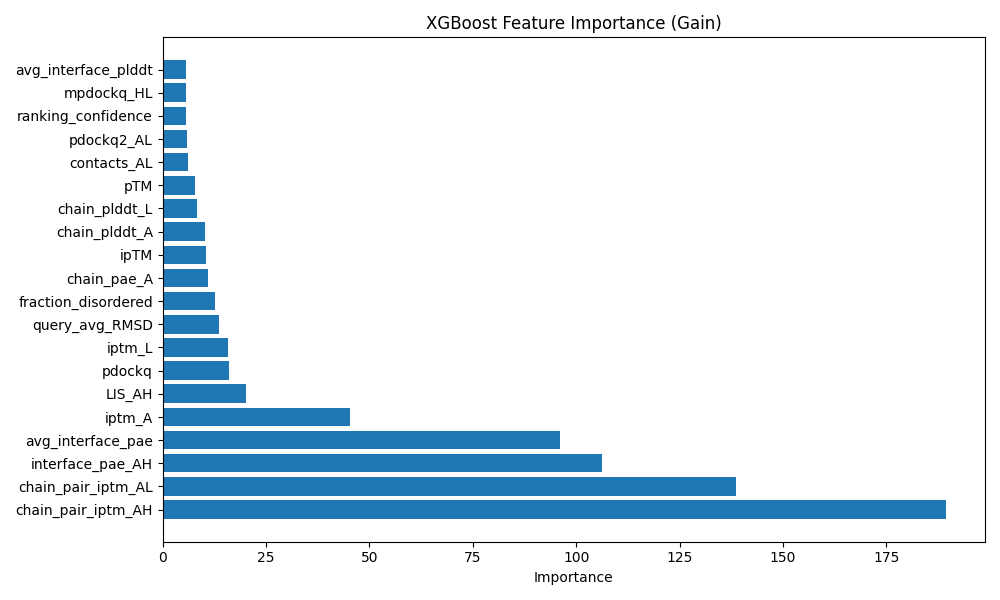 XGBoost Feature Importance (Gain)
avg_interface_plddt
mpdockq_HL
ranking_confidence
pdockq2_AL
contacts_AL
pTM
chain_plddt_L
chain_plddt_A
ipTM
chain_pae_A
fraction_disordered
query_avg_RMSD
iptm_L
pdockq
LIS_AH
iptm_A
avg_interface_pae
interface_pae_AH
chain_pair_iptm_AL
chain_pair_iptm_AH
0 25 50 75 100 125 150 175
Importance